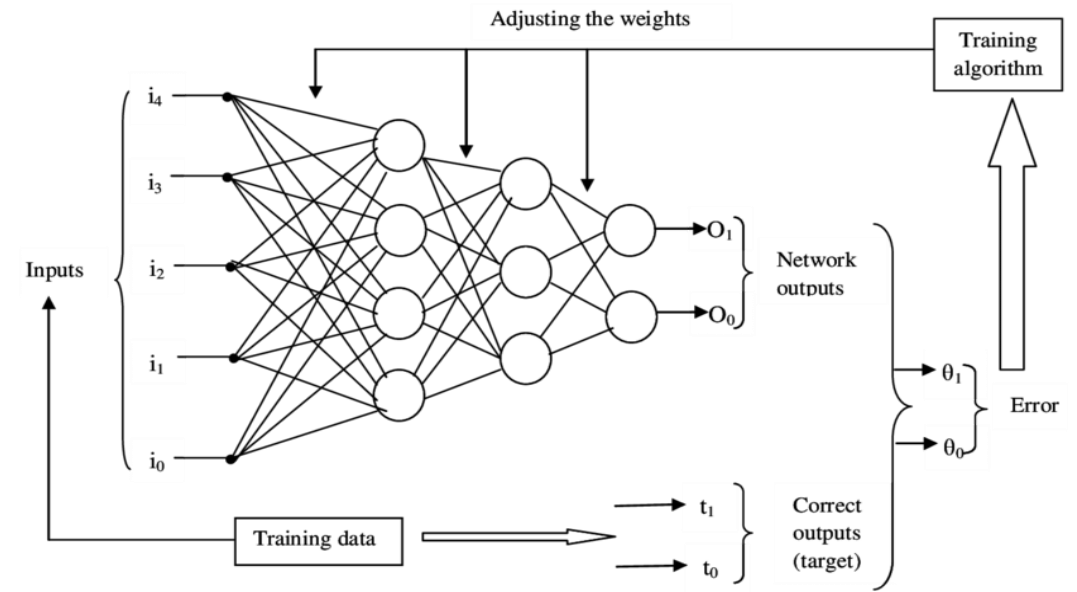 Adjusting the weights
Training
algorithm
i₄
i₃
i₂
i₁
i₀
Inputs
O₁
O₀
Network
outputs
θ₁
θ₀
Error
Training data
t₁
t₀
Correct
outputs
(target)